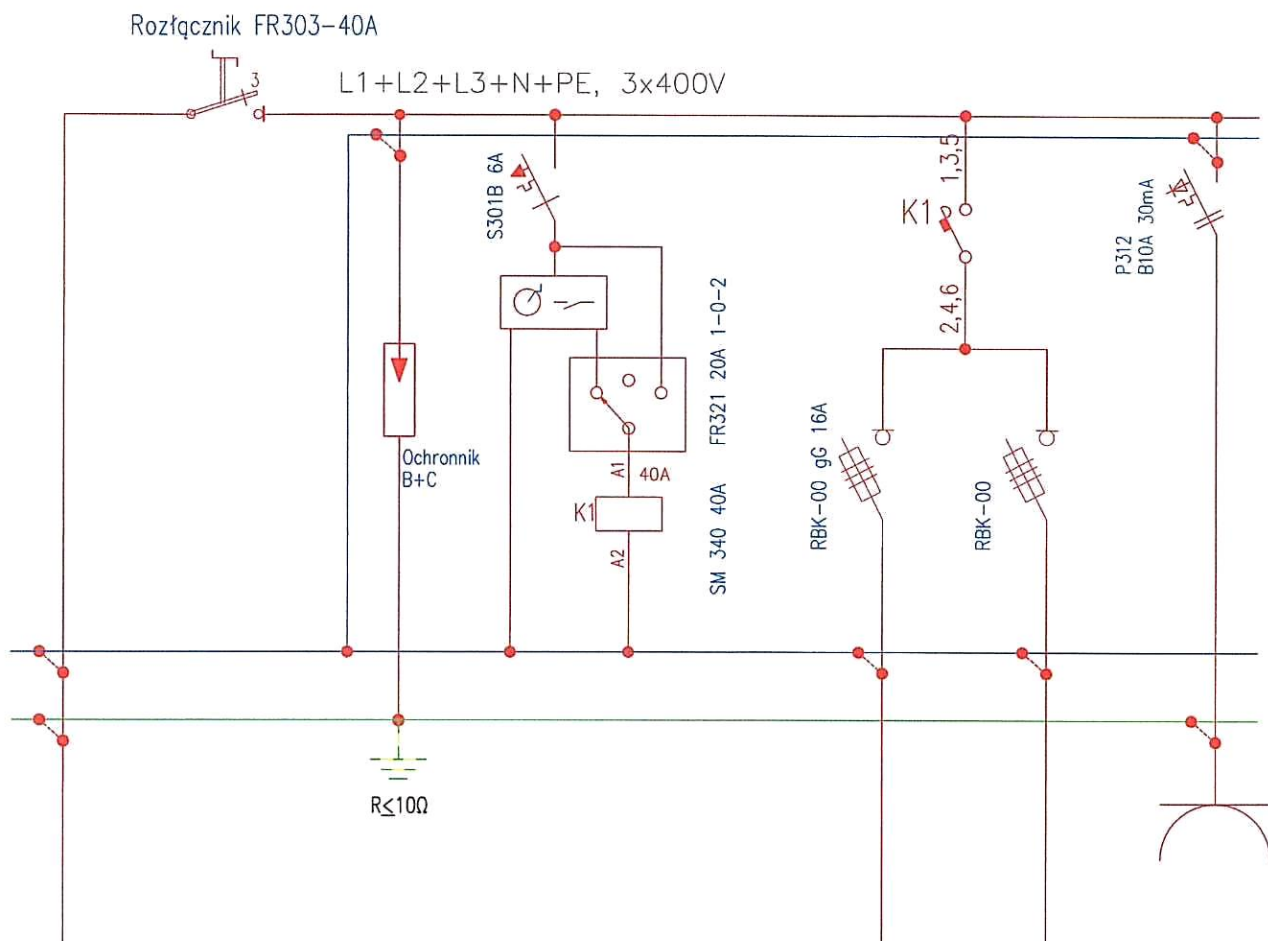 Rozłącznik FR303-40A
3
L1+L2+L3+N+PE, 3x400V
S301B 6A
1,3,5
K1
2,4,6
P312
B10A 30mA
FR321 20A 1-0-2
Ochronnik
B+C
A1
40A
K1
A2
SM 340 40A
RBK-00 gG 16A
RBK-00
R≤10Ω